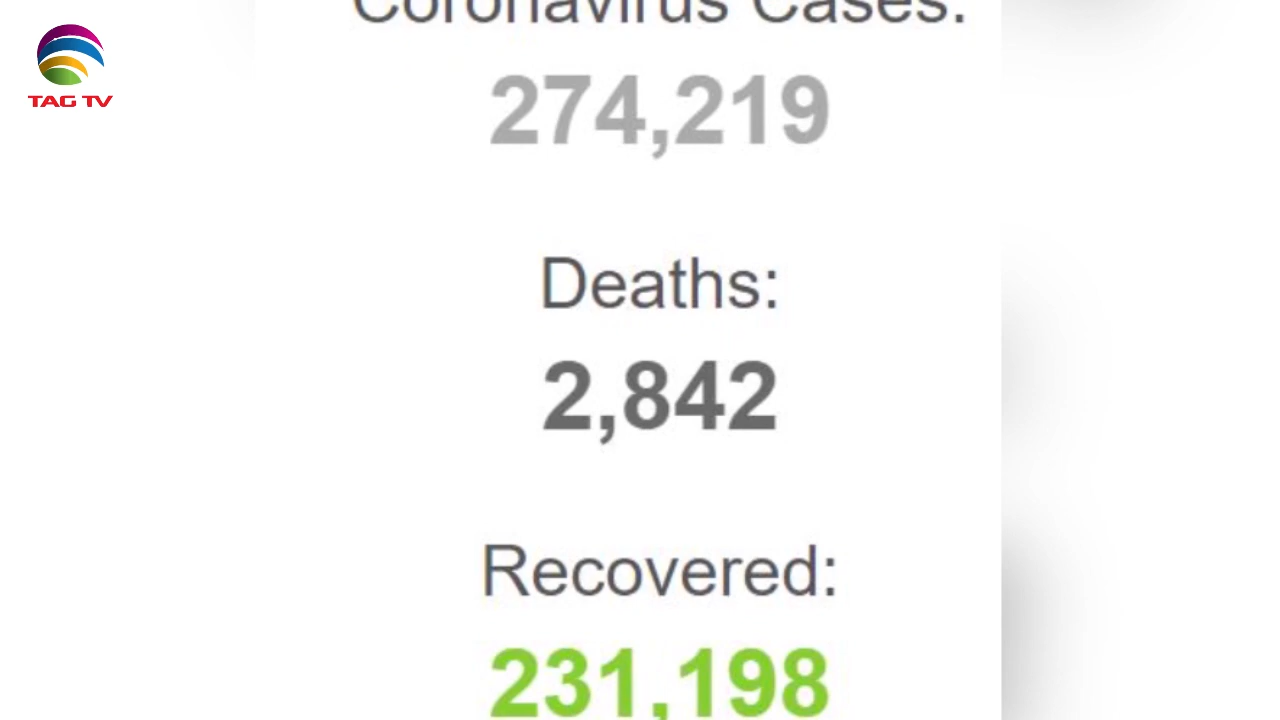 TAG TV
Coronavirus Cases:
274,219
Deaths:
2,842
Recovered:
231,198